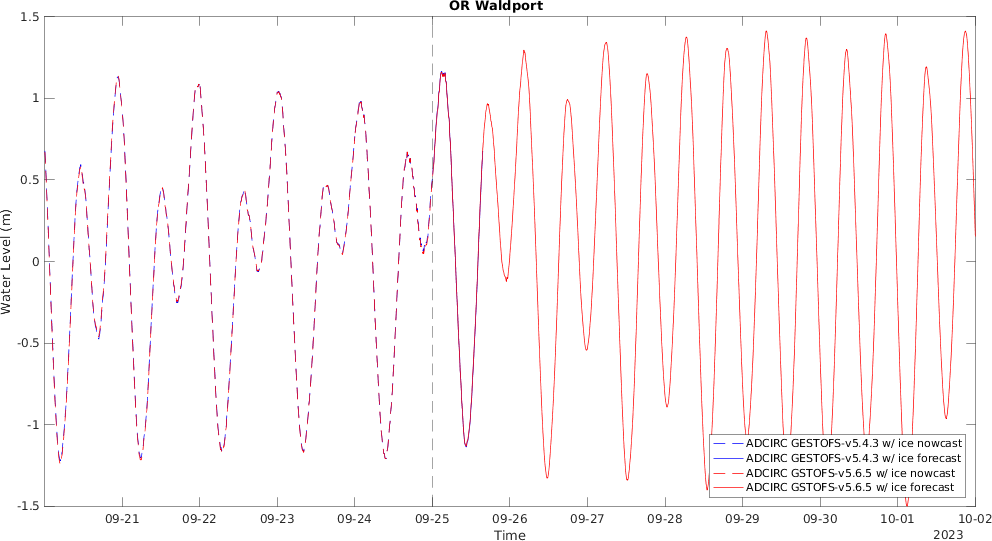 OR Waldport
1.5
1
0.5
0
-0.5
-1
-1.5
Water Level (m)
ADCIRC GESTOFS-v5.4.3 w/ ice nowcast
ADCIRC GESTOFS-v5.4.3 w/ ice forecast
ADCIRC GSTOFS-v5.6.5 w/ ice nowcast
ADCIRC GSTOFS-v5.6.5 w/ ice forecast
09-21 09-22 09-23 09-24 09-25 09-26 09-27 09-28 09-29 09-30 10-01 10-02
Time
2023